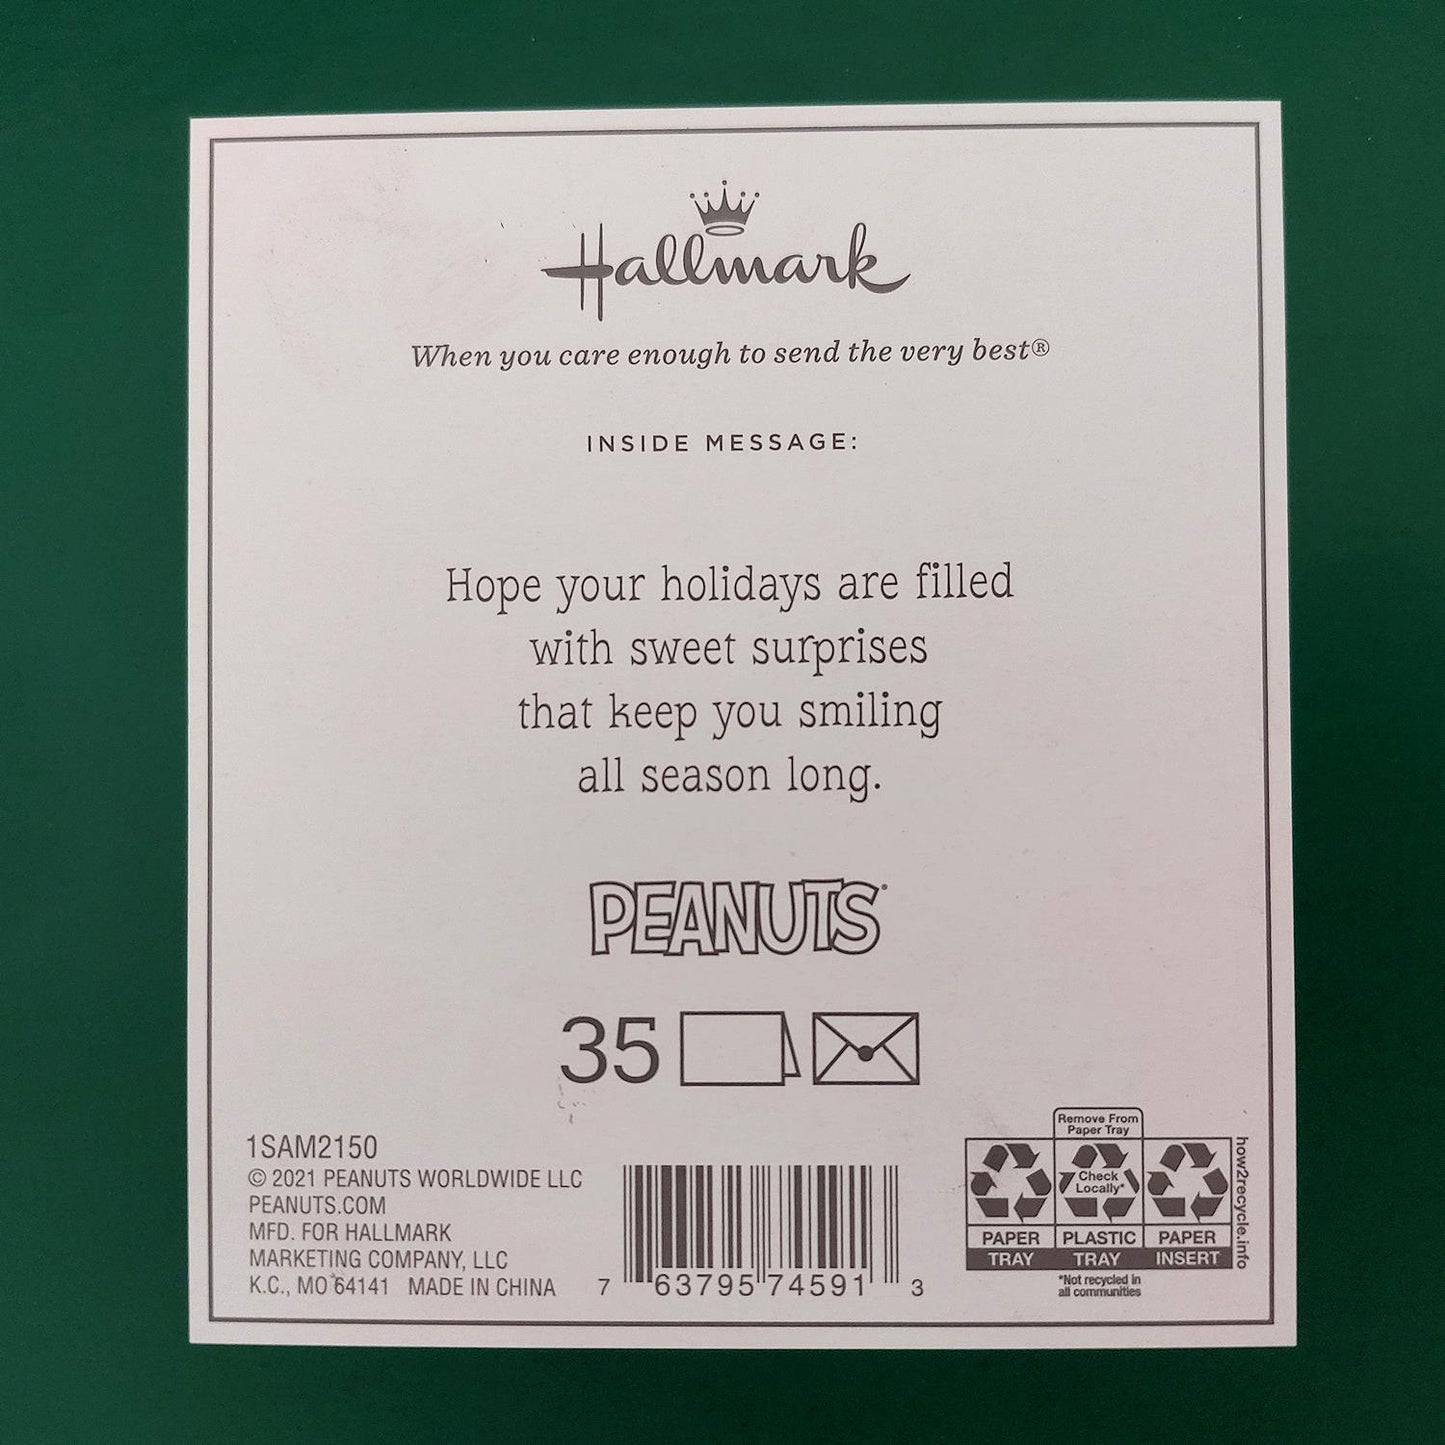 Hallmark
When you care enough to send the very best®
INSIDE MESSAGE:
Hope your holidays are filled
with sweet surprises
that keep you smiling
all season long.
PEANUTS
35
1SAM2150
© 2021 PEANUTS WORLDWIDE LLC
PEANUTS.COM
MFD. FOR HALLMARK
MARKETING COMPANY, LLC
K.C., MO 64141 MADE IN CHINA
7 63795 74591 3
Remove From
Paper Tray
Check
Locally*
PAPER PLASTIC PAPER
TRAY TRAY INSERT
*Not recycled in
all communities
how2recycle.info